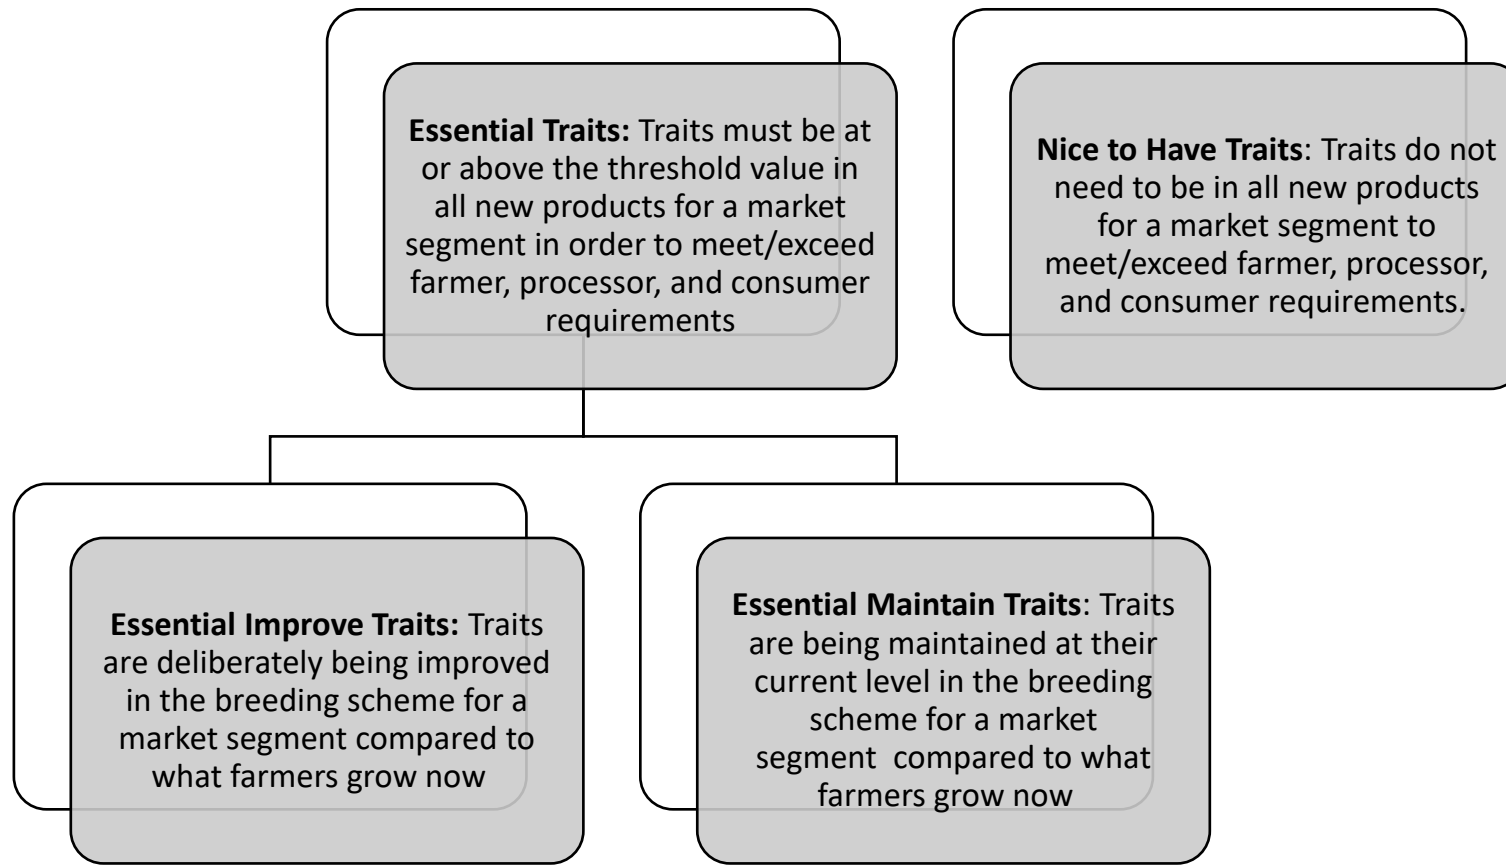 Essential Traits: Traits must be at
or above the threshold value in
all new products for a market
segment in order to meet/exceed
farmer, processor, and consumer
requirements
Nice to Have Traits: Traits do not
need to be in all new products
for a market segment to
meet/exceed farmer, processor,
and consumer requirements.
Essential Improve Traits: Traits
are deliberately being improved
in the breeding scheme for a
market segment compared to
what farmers grow now
Essential Maintain Traits: Traits
are being maintained at their
current level in the breeding
scheme for a market
segment  compared to what
farmers grow now